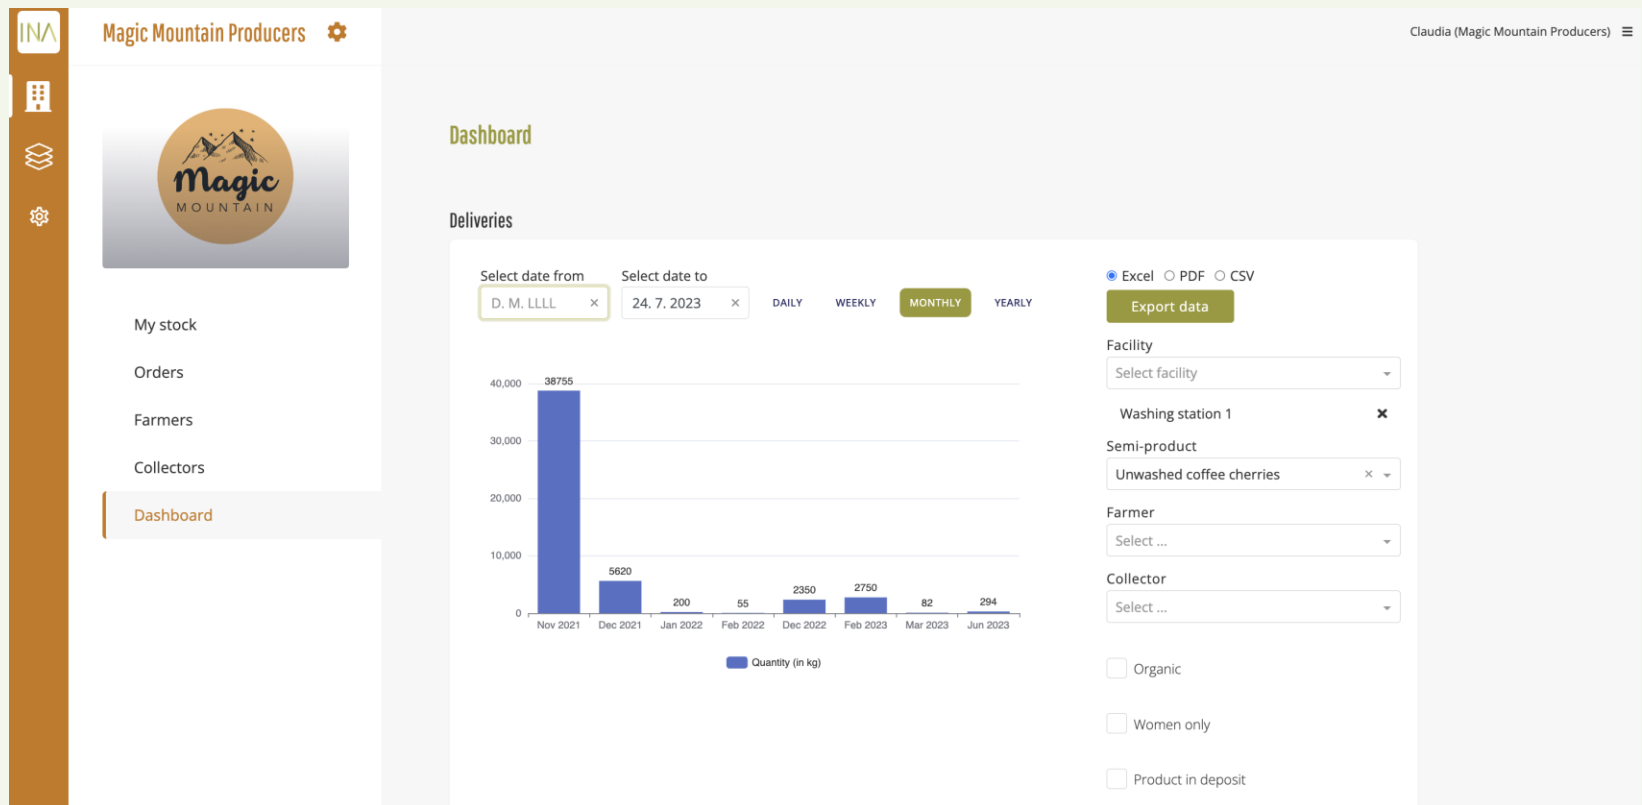 INA
Magic Mountain Producers
Claudia (Magic Mountain Producers)
Magic
MOUNTAIN
My stock
Orders
Farmers
Collectors
Dashboard
Dashboard
Deliveries
Select date from
Select date to
D. M. LLLL
24. 7. 2023
DAILY
WEEKLY
MONTHLY
YEARLY
40,000
30,000
20,000
10,000
0
38755
5620
200
55
2350
2750
82
294
Nov 2021
Dec 2021
Jan 2022
Feb 2022
Dec 2022
Feb 2023
Mar 2023
Jun 2023
Quantity (in kg)
Excel
PDF
CSV
Export data
Facility
Select facility
Washing station 1
Semi-product
Unwashed coffee cherries
Farmer
Select ...
Collector
Select ...
Organic
Women only
Product in deposit